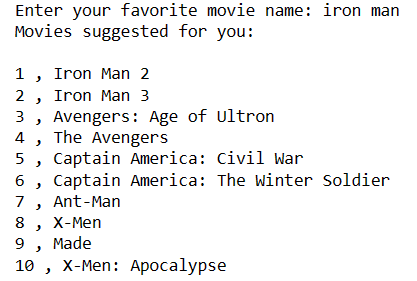 Enter your favorite movie name: iron man
Movies suggested for you:
1 , Iron Man 2
2 , Iron Man 3
3 , Avengers: Age of Ultron
4 , The Avengers
5 , Captain America: Civil War
6 , Captain America: The Winter Soldier
7 , Ant-Man
8 , X-Men
9 , Made
10 , X-Men: Apocalypse